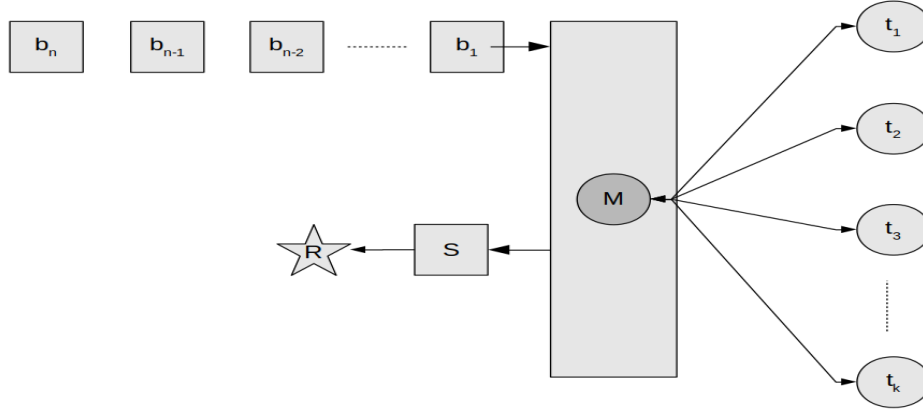 bₙ bₙ₋₁ bₙ₋₂ b₁
t₁
t₂
M
t₃
R S
tₖ